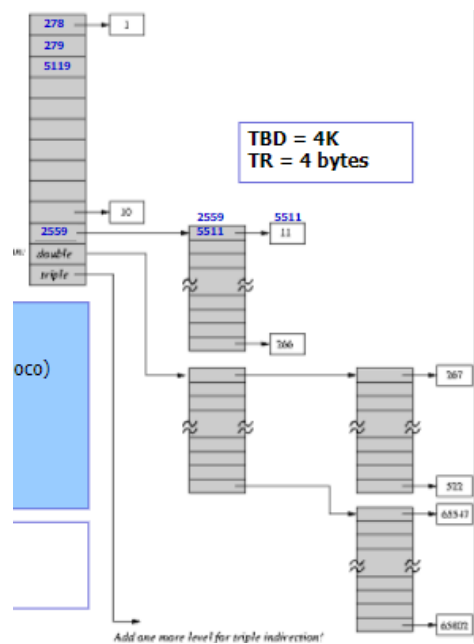 278
1
279
5119
TBD = 4K
TR = 4 bytes
10
2559
2559
5511
5511
11
double
triple
266
oco)
267
522
65547
65802
Add one more level for triple indirection!